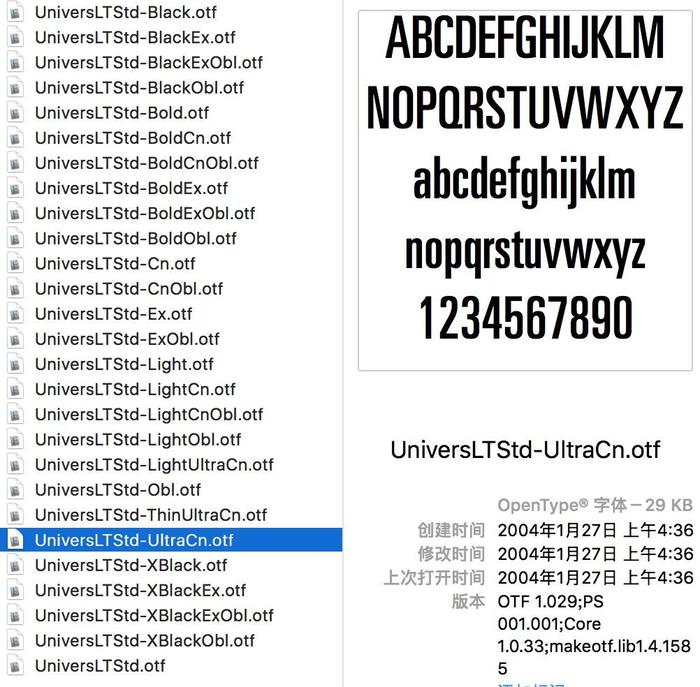 UniversLTStd-Black.otf
UniversLTStd-BlackEx.otf
UniversLTStd-BlackExObl.otf
UniversLTStd-BlackObl.otf
UniversLTStd-Bold.otf
UniversLTStd-BoldCn.otf
UniversLTStd-BoldCnObl.otf
UniversLTStd-BoldEx.otf
UniversLTStd-BoldExObl.otf
UniversLTStd-BoldObl.otf
UniversLTStd-Cn.otf
UniversLTStd-CnObl.otf
UniversLTStd-Ex.otf
UniversLTStd-ExObl.otf
UniversLTStd-Light.otf
UniversLTStd-LightCn.otf
UniversLTStd-LightCnObl.otf
UniversLTStd-LightObl.otf
UniversLTStd-LightUltraCn.otf
UniversLTStd-Obl.otf
UniversLTStd-ThinUltraCn.otf
UniversLTStd-UltraCn.otf
UniversLTStd-XBlack.otf
UniversLTStd-XBlackEx.otf
UniversLTStd-XBlackExObl.otf
UniversLTStd-XBlackObl.otf
UniversLTStd.otf
ABCDEFGHIJKLM
NOPQRSTUVWXYZ
abcdefghijklm
nopqrstuvwxyz
1234567890
UniversLTStd-UltraCn.otf
OpenType® 字体 – 29 KB
创建时间 2004年1月27日 上午4:36
修改时间 2004年1月27日 上午4:36
上次打开时间 2004年1月27日 上午4:36
版本 OTF 1.029;PS
001.001;Core
1.0.33;makeotf.lib1.4.158
5